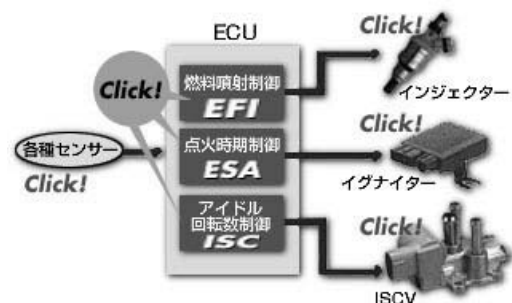 ECU
Click!
Click!
燃料噴射制御
EFI
インジェクター
Click!
各種センサー
Click!
点火時期制御
ESA
イグナイター
Click!
アイドル
回転数制御
ISC
ISCV